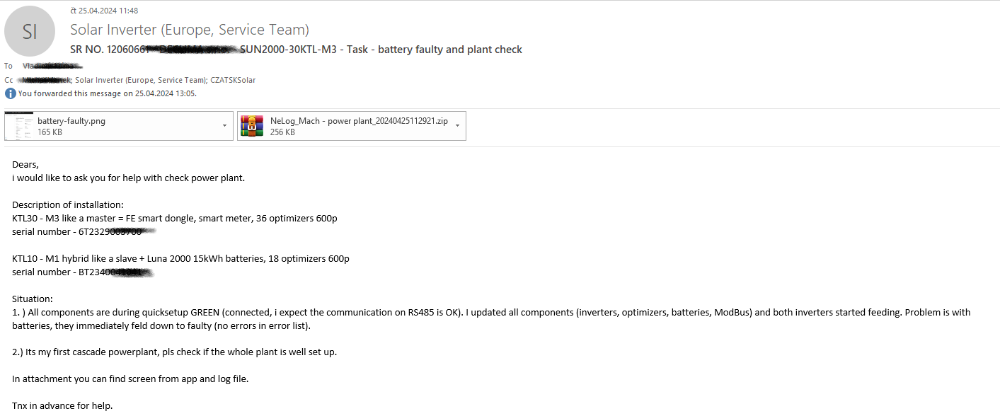 SI
čt 25.04.2024 11:48
Solar Inverter (Europe, Service Team)
SR NO. 1206066 SUN2000-30KTL-M3 - Task - battery faulty and plant check
To
Cc ; Solar Inverter (Europe, Service Team); CZATSKSolar
You forwarded this message on 25.04.2024 13:05.
battery-faulty.png
165 KB
NeLog_Mach - power plant_20240425112921.zip
256 KB
Dears,
i would like to ask you for help with check power plant.
Description of installation:
KTL30 - M3 like a master = FE smart dongle, smart meter, 36 optimizers 600p
serial number - 6T2329
KTL10 - M1 hybrid like a slave + Luna 2000 15kWh batteries, 18 optimizers 600p
serial number - BT2340
Situation:
1. ) All components are during quicksetup GREEN (connected, i expect the communication on RS485 is OK). I updated all components (inverters, optimizers, batteries, ModBus) and both inverters started feeding. Problem is with
batteries, they immediately feld down to faulty (no errors in error list).
2.) Its my first cascade powerplant, pls check if the whole plant is well set up.
In attachment you can find screen from app and log file.
Tnx in advance for help.